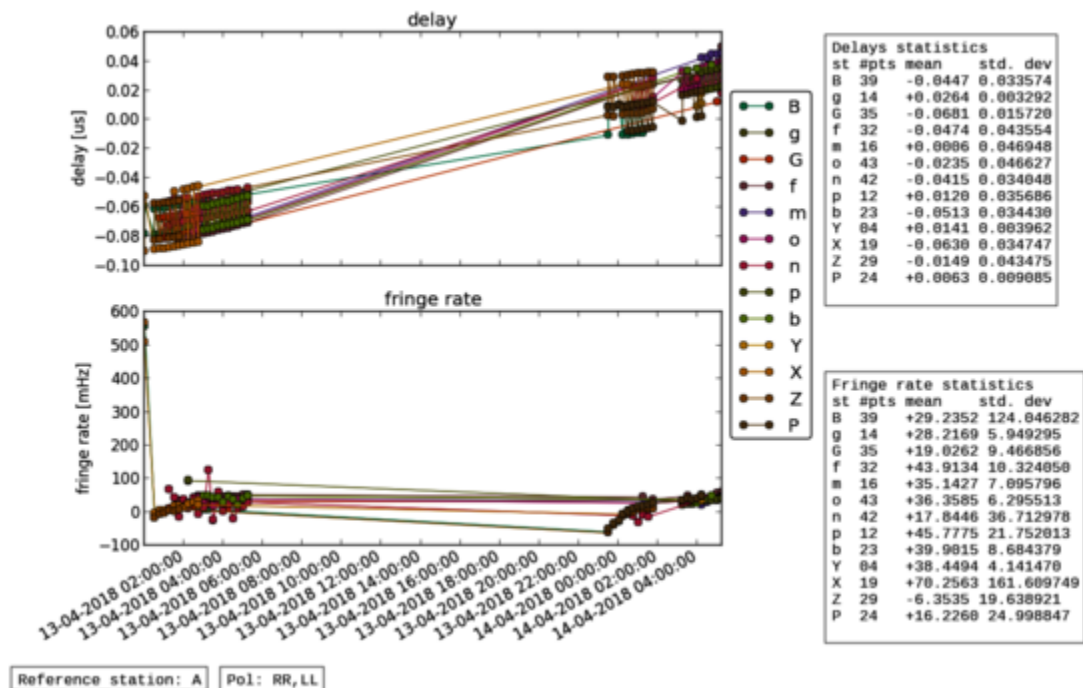 delay
0.06
0.04
0.02
0.00
−0.02
−0.04
−0.06
−0.08
−0.10
delay [us]
fringe rate
600
500
400
300
200
100
0
−100
fringe rate [mHz]
13-04-2018 02:00:00
13-04-2018 04:00:00
13-04-2018 06:00:00
13-04-2018 08:00:00
13-04-2018 10:00:00
13-04-2018 12:00:00
13-04-2018 14:00:00
13-04-2018 16:00:00
13-04-2018 18:00:00
13-04-2018 20:00:00
13-04-2018 22:00:00
14-04-2018 00:00:00
14-04-2018 02:00:00
14-04-2018 04:00:00
B
g
G
f
m
o
n
p
b
Y
X
Z
P
Delays statistics
st #pts mean std. dev
B 39 -0.0447 0.033574
g 14 +0.0264 0.003292
G 35 -0.0681 0.015720
f 32 -0.0474 0.043554
m 16 +0.0006 0.046948
o 43 -0.0235 0.046627
n 42 -0.0415 0.034048
p 12 +0.0120 0.035686
b 23 -0.0513 0.034430
Y 04 +0.0141 0.003962
X 19 -0.0630 0.034747
Z 29 -0.0149 0.043475
P 24 +0.0063 0.009085
Fringe rate statistics
st #pts mean std. dev
B 39 +29.2352 124.046282
g 14 +28.2169 5.949295
G 35 +19.0262 9.466856
f 32 +43.9134 10.324050
m 16 +35.1427 7.095796
o 43 +36.3585 6.295513
n 42 +17.8446 36.712978
p 12 +45.7775 21.752013
b 23 +39.9015 8.684379
Y 04 +38.4494 4.141470
X 19 +70.2563 161.609749
Z 29 -6.3535 19.638921
P 24 +16.2260 24.998847
Reference station: A
Pol: RR,LL